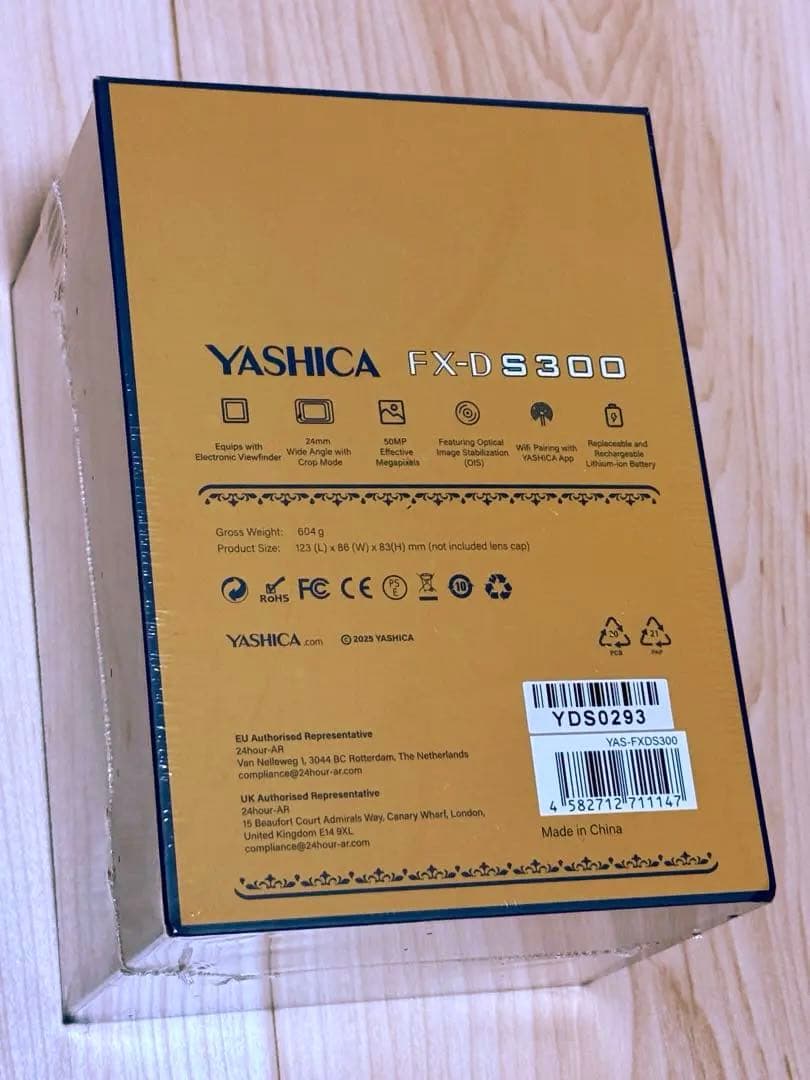 YASHICA FX-D S300
Equips with
Electronic Viewfinder
24mm
Wide Angle with
Crop Mode
50MP
Effective
Megapixels
Featuring Optical
Image Stabilization
(OIS)
Wifi Pairing with
YASHICA App
Replaceable and
Rechargeable
Lithium-ion Battery
Gross Weight: 604 g
Product Size: 123 (L) x 86 (W) x 83(H) mm (not included lens cap)
RoHS FC CE PSE 10
YASHICA.com © 2025 YASHICA
20 21
PCB PAP
YDS0293
YAS-FXDS300
4 582712 711147
Made in China
EU Authorised Representative
24hour-AR
Van Nelleweg 1, 3044 BC Rotterdam, The Netherlands
compliance@24hour-ar.com
UK Authorised Representative
24hour-AR
15 Beaufort Court Admirals Way, Canary Wharf, London,
United Kingdom E14 9XL
compliance@24hour-ar.com